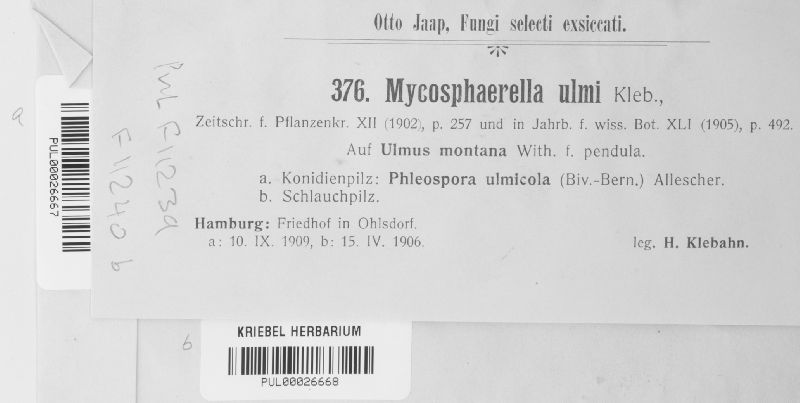 Otto Jaap, Fungi selecti exsiccati.
376. Mycosphaerella ulmi Kleb.,
Zeitschr. f. Pflanzenkr. XII (1902), p. 257 und in Jahrb. f. wiss. Bot. XLI (1905), p. 492.
Auf Ulmus montana With. f. pendula.
a. Konidienpilz: Phleospora ulmicola (Biv.-Bern.) Allescher.
b. Schlauchpilz.
Hamburg: Friedhof in Ohlsdorf.
a: 10. IX. 1909, b: 15. IV. 1906.
leg. H. Klebahn.
PUL F11239
F11240 b
a
PUL00026667
b
KRIEBEL HERBARIUM
PUL00026668